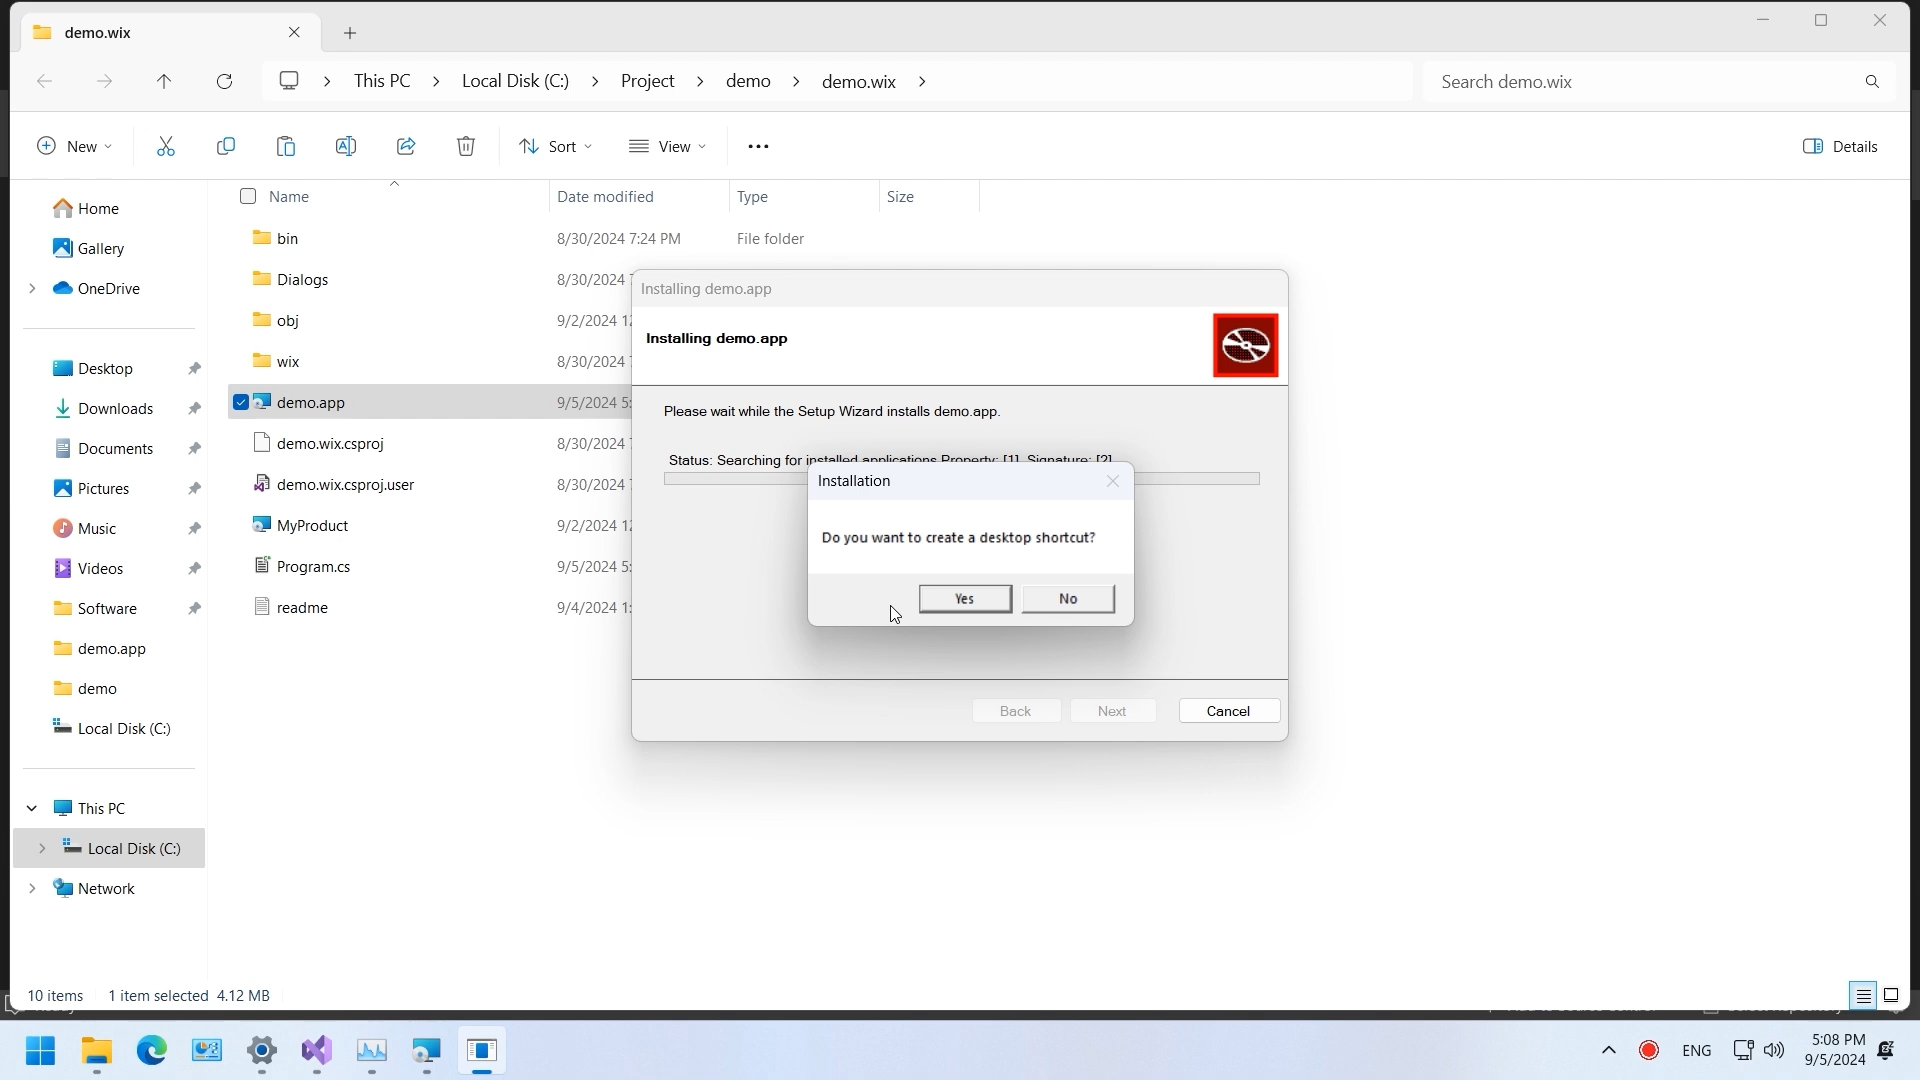 demo.wix
This PC
Local Disk (C:)
Project
demo
demo.wix
Search demo.wix
New
Sort
View
Details
Name
Date modified
Type
Size
Home
Gallery
OneDrive
Desktop
Downloads
Documents
Pictures
Music
Videos
Software
demo.app
demo
Local Disk (C:)
This PC
Local Disk (C:)
Network
bin 8/30/2024 7:24 PM File folder
Dialogs 8/30/2024
obj 9/2/2024
wix 8/30/2024
demo.app 9/5/2024
demo.wix.csproj 8/30/2024
demo.wix.csproj.user 8/30/2024
MyProduct 9/2/2024
Program.cs 9/5/2024
readme 9/4/2024
Installing demo.app
Installing demo.app
Please wait while the Setup Wizard installs demo.app.
Status: Searching for installed applications Property: [1], Signature: [2]
Installation
Do you want to create a desktop shortcut?
Yes
No
Back
Next
Cancel
10 items
1 item selected 4.12 MB
ENG
5:08 PM
9/5/2024